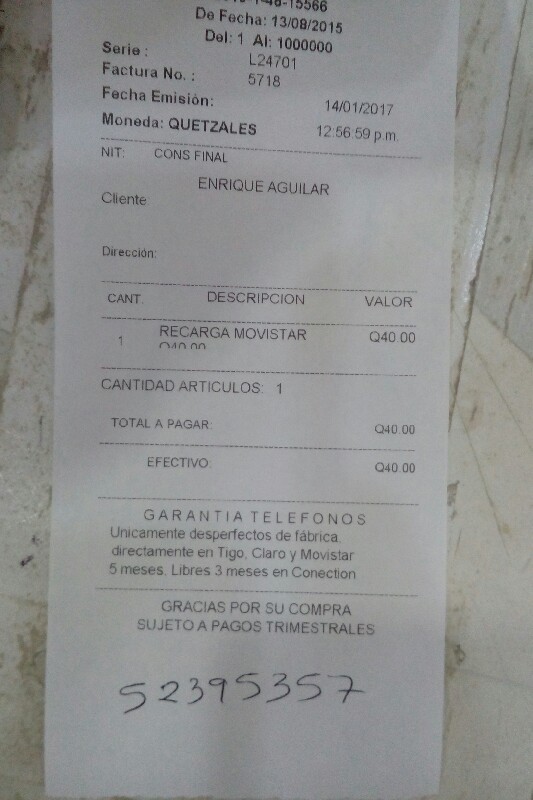 15566
De Fecha: 13/08/2015
Del: 1 Al: 1000000
Serie : L24701
Factura No. : 5718
Fecha Emisión: 14/01/2017
Moneda: QUETZALES 12:56:59 p.m.
NIT: CONS FINAL
ENRIQUE AGUILAR
Cliente:
Dirección:
CANT. DESCRIPCION VALOR
1 RECARGA MOVISTAR Q40.00
Q40.00
CANTIDAD ARTICULOS: 1
TOTAL A PAGAR: Q40.00
EFECTIVO: Q40.00
GARANTIA TELEFONOS
Unicamente desperfectos de fábrica,
directamente en Tigo, Claro y Movistar
5 meses. Libres 3 meses en Conection
GRACIAS POR SU COMPRA
SUJETO A PAGOS TRIMESTRALES
52395357